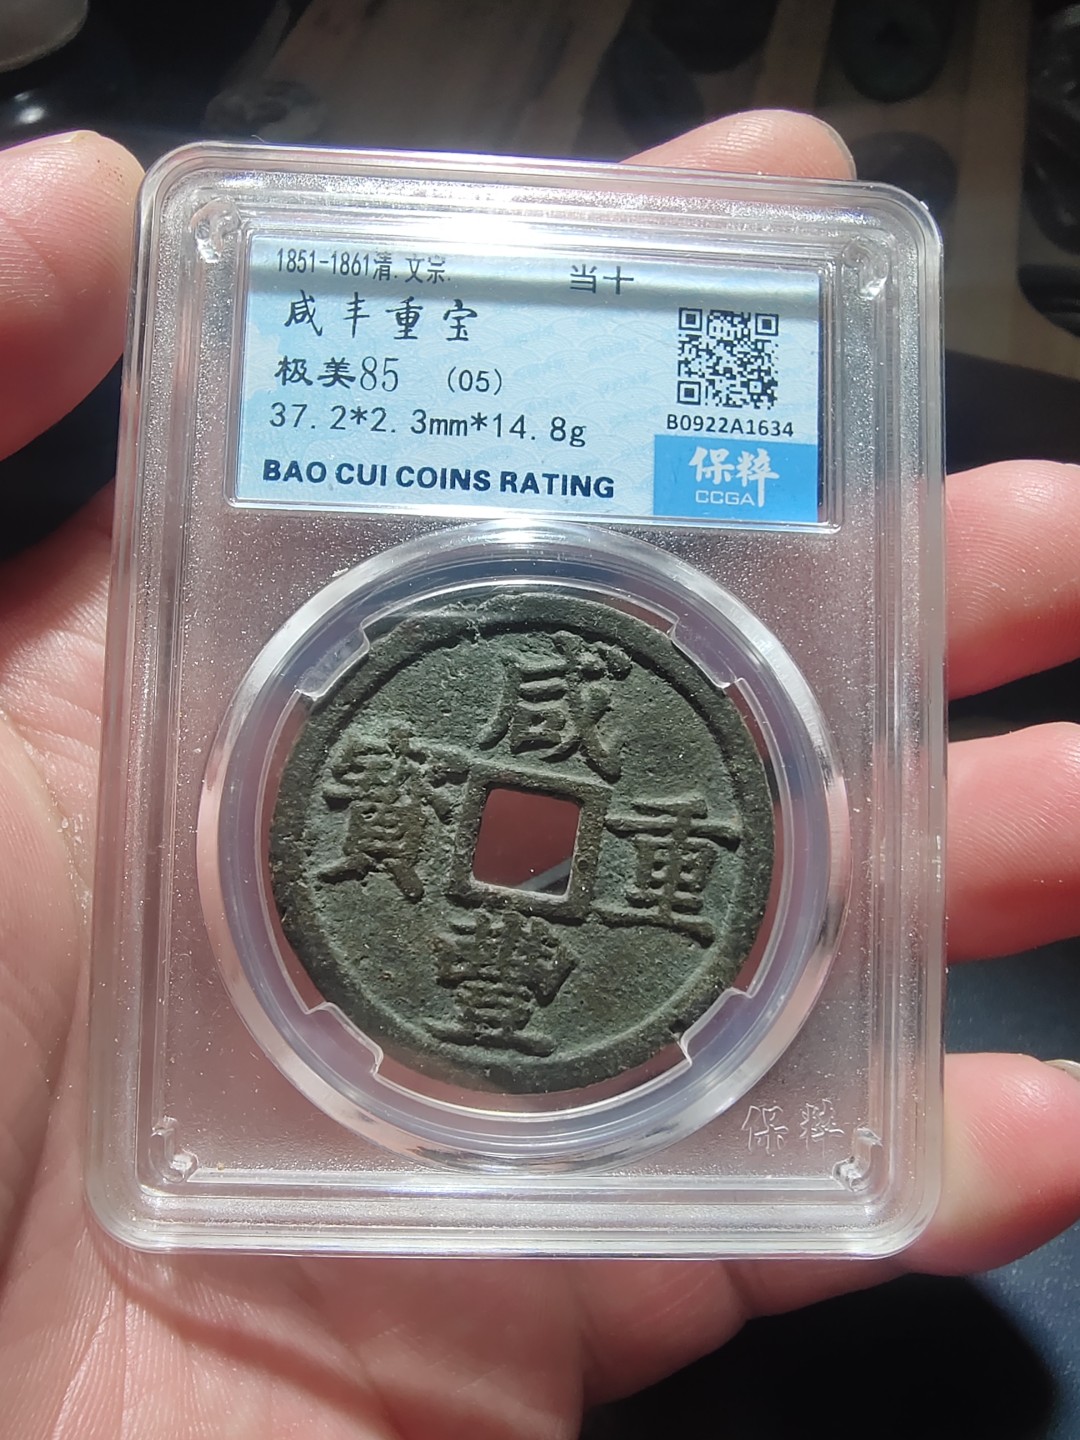 1851-1861清.文宗.
当十
咸丰重宝
极美85 (05)
37.2*2.3mm*14.8g
B0922A1634
BAO CUI COINS RATING
保粹
CCGA
咸
寶 重
豐
保粹